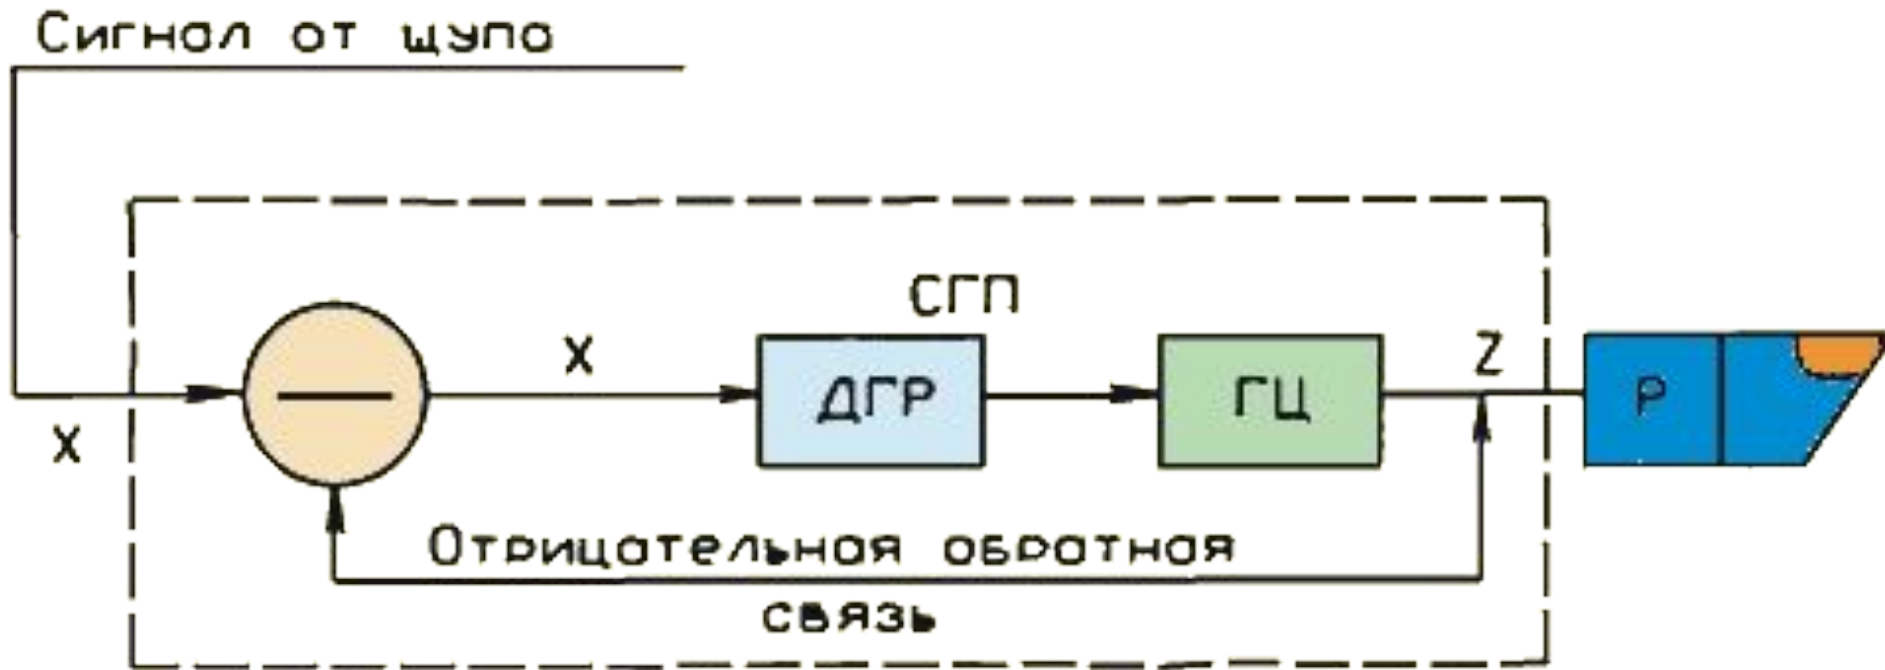 Сигнал от щупа
СГП
X
X
ДГР
ГЦ
Z
Р
Отрицательная обратная
связь